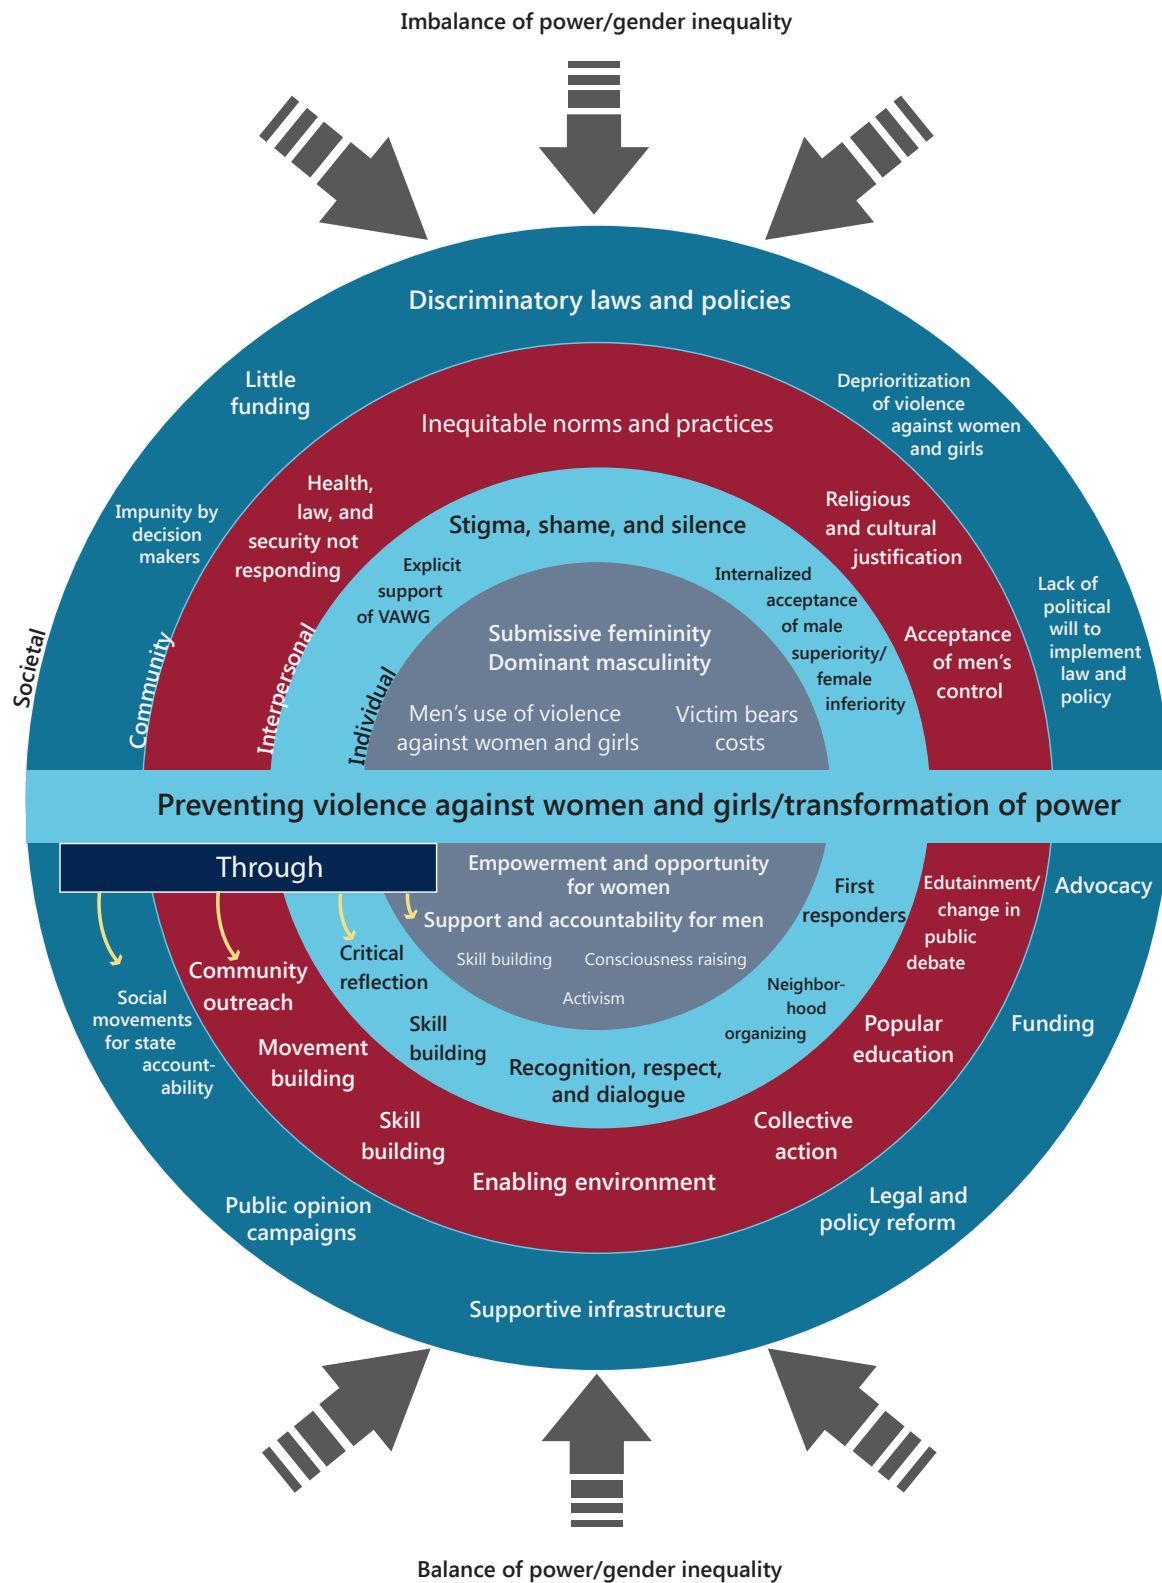 Imbalance of power/gender inequality
Discriminatory laws and policies
Little
funding
Deprioritization
of violence
against women
and girls
Impunity by
decision
makers
Lack of
political
will to
implement
law and
policy
Societal
Inequitable norms and practices
Health,
law, and
security not
responding
Religious
and cultural
justification
Acceptance
of men’s
control
Community
Stigma, shame, and silence
Explicit
support
of VAWG
Internalized
acceptance
of male
superiority/
female
inferiority
Interpersonal
Submissive femininity
Dominant masculinity
Men’s use of violence
against women and girls
Victim bears
costs
Individual
Preventing violence against women and girls/transformation of power
Through
Empowerment and opportunity
for women
Support and accountability for men
Skill building
Consciousness raising
Activism
Critical
reflection
Skill
building
First
responders
Neighbor-
hood
organizing
Recognition, respect,
and dialogue
Community
outreach
Movement
building
Skill
building
Edutainment/
change in
public
debate
Popular
education
Collective
action
Enabling environment
Social
movements
for state
account-
ability
Advocacy
Funding
Public opinion
campaigns
Legal and
policy reform
Supportive infrastructure
Balance of power/gender inequality